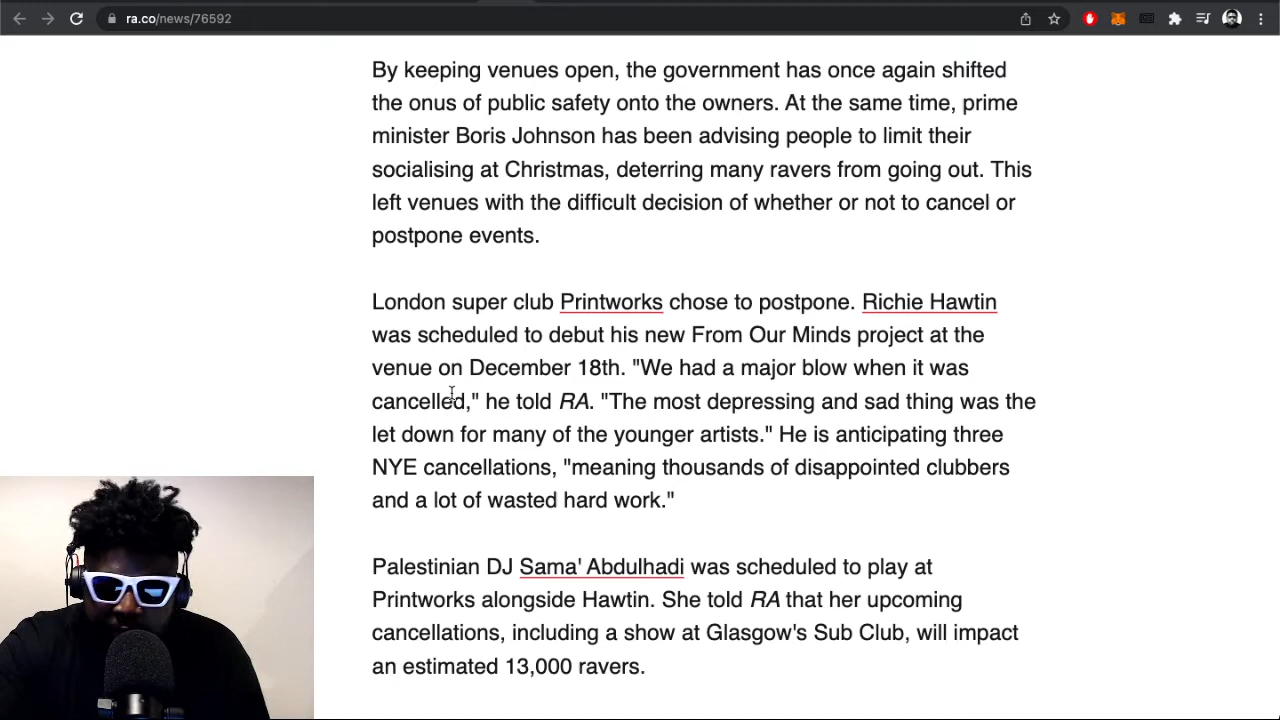 ra.co/news/76592
By keeping venues open, the government has once again shifted
the onus of public safety onto the owners. At the same time, prime
minister Boris Johnson has been advising people to limit their
socialising at Christmas, deterring many ravers from going out. This
left venues with the difficult decision of whether or not to cancel or
postpone events.
London super club Printworks chose to postpone. Richie Hawtin
was scheduled to debut his new From Our Minds project at the
venue on December 18th. "We had a major blow when it was
cancelled," he told RA. "The most depressing and sad thing was the
let down for many of the younger artists." He is anticipating three
NYE cancellations, "meaning thousands of disappointed clubbers
and a lot of wasted hard work."
Palestinian DJ Sama' Abdulhadi was scheduled to play at
Printworks alongside Hawtin. She told RA that her upcoming
cancellations, including a show at Glasgow's Sub Club, will impact
an estimated 13,000 ravers.